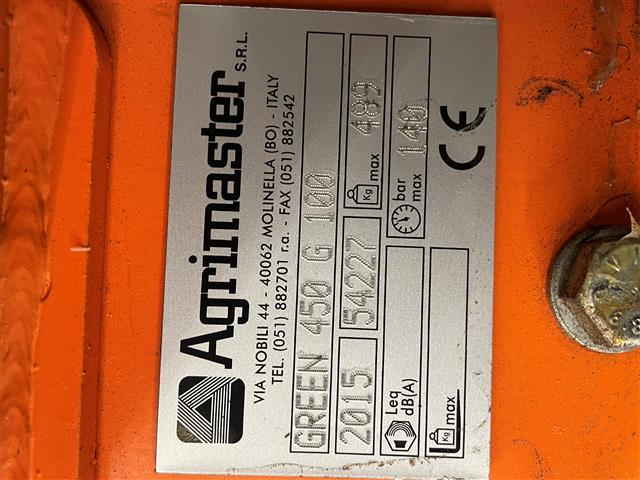 Agrimaster S.R.L.
VIA NOBILI 44 - 40062 MOLINELLA (BO) - ITALY
TEL. (051) 882701 r.a. - FAX (051) 882542
GREEN 450 G 100
2015 54227 Kg max 489
Leq dB(A) bar max 140
Kg max CE